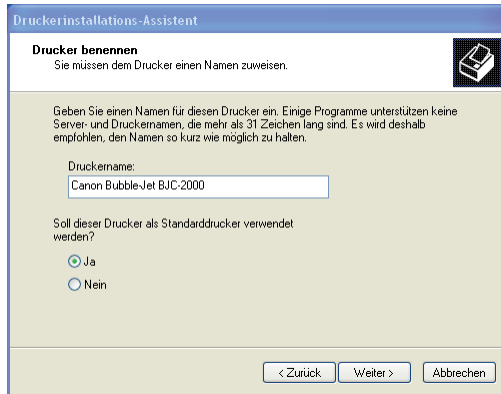 Druckerinstallations-Assistent
Drucker benennen
Sie müssen dem Drucker einen Namen zuweisen.
Geben Sie einen Namen für diesen Drucker ein. Einige Programme unterstützen keine
Server- und Druckernamen, die mehr als 31 Zeichen lang sind. Es wird deshalb
empfohlen, den Namen so kurz wie möglich zu halten.
Druckername:
Canon Bubble-Jet BJC-2000
Soll dieser Drucker als Standarddrucker verwendet
werden?
Ja
Nein
< Zurück Weiter > Abbrechen